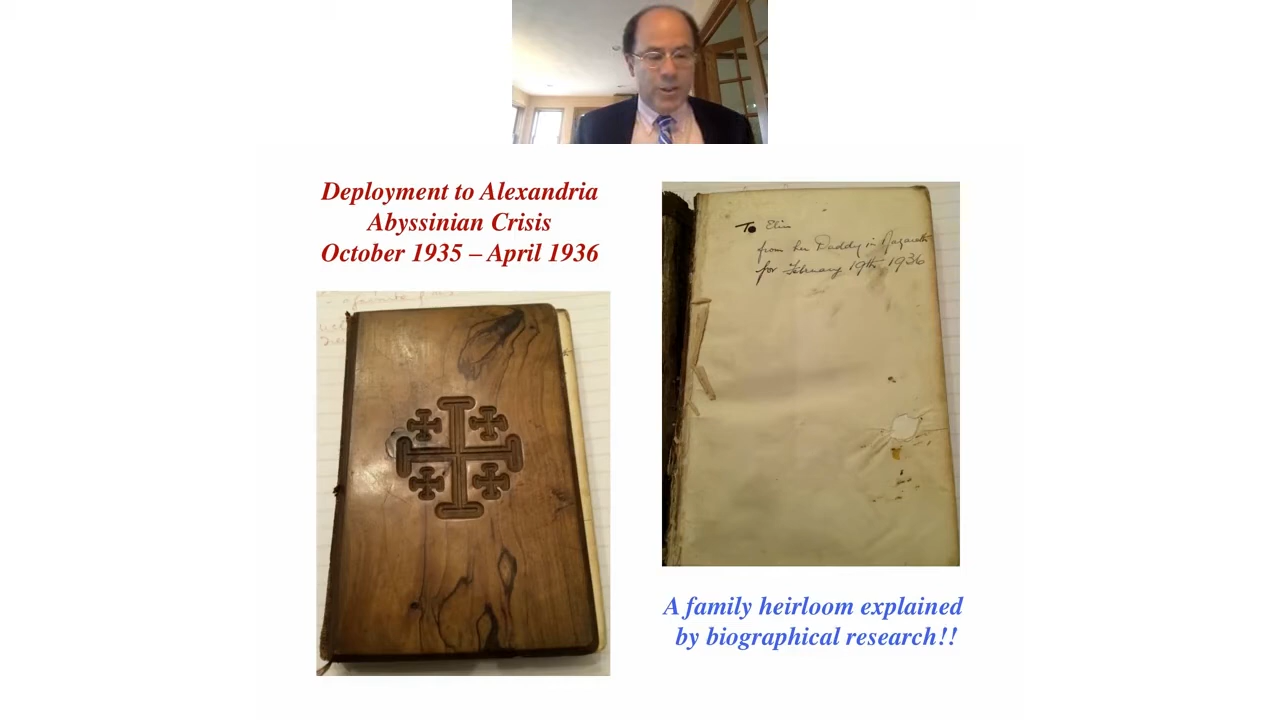 Deployment to Alexandria
Abyssinian Crisis
October 1935 – April 1936
To
from her Daddy in Nazareth
for February 19th 1936
A family heirloom explained
by biographical research!!